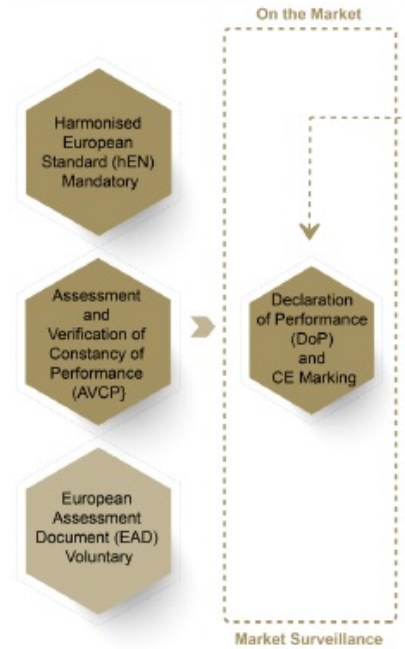 On the Market
Harmonised
European
Standard (hEN)
Mandatory
Assessment
and
Verification of
Constancy of
Performance
(AVCP}
Declaration
of Performance
(DoP)
and
CE Marking
European
Assessment
Document (EAD)
Voluntary
Market Surveillance